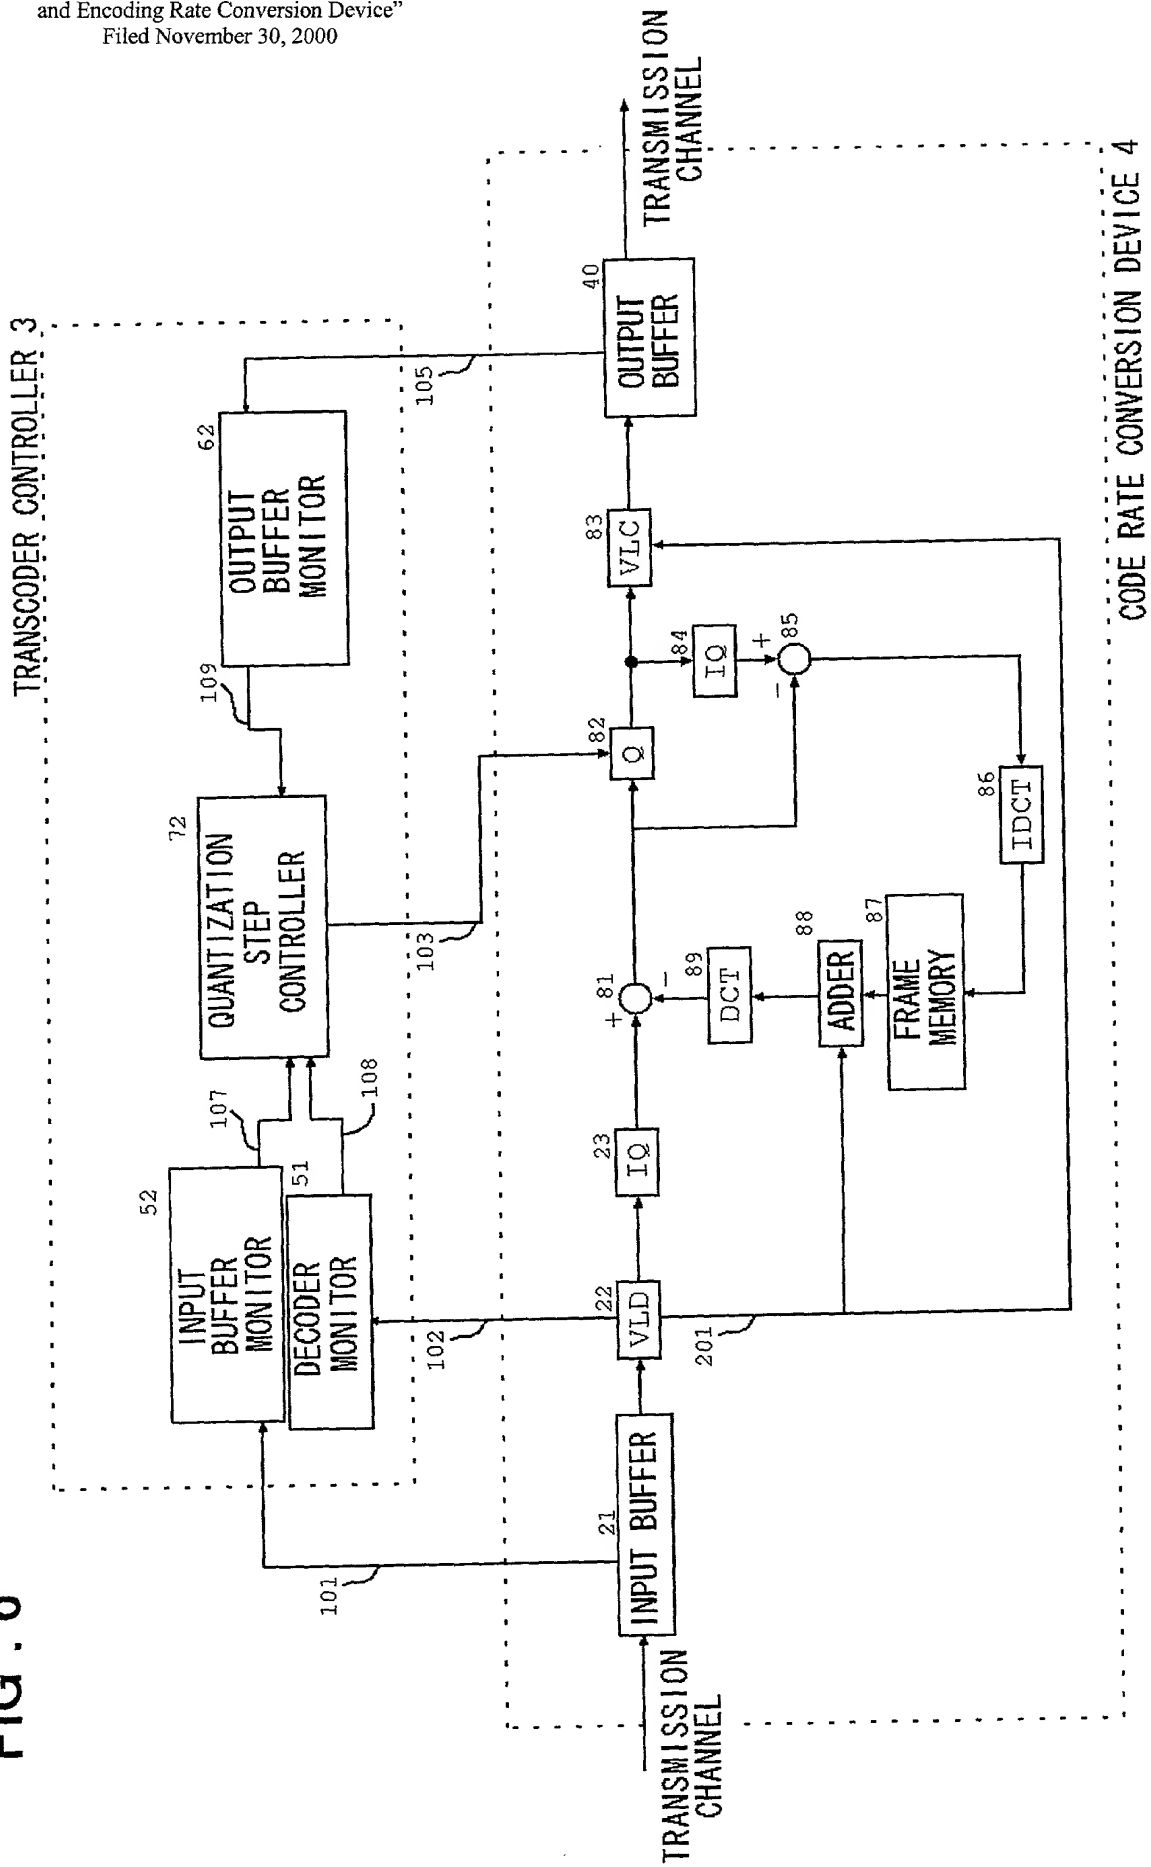 and Encoding Rate Conversion Device”
Filed November 30, 2000
TRANSCODER CONTROLLER 3
52
INPUT
BUFFER
MONITOR
51
DECODER
MONITOR
107
108
72
QUANTIZATION
STEP
CONTROLLER
109
62
OUTPUT
BUFFER
MONITOR
101
102
103
105
TRANSMISSION
CHANNEL
21
INPUT BUFFER
22
VLD
201
23
IQ
+
81
-
82
Q
83
VLC
40
OUTPUT
BUFFER
TRANSMISSION
CHANNEL
84
IQ
+
85
-
89
DCT
88
ADDER
87
FRAME
MEMORY
86
IDCT
CODE RATE CONVERSION DEVICE 4